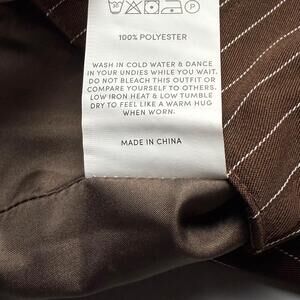 100% POLYESTER
WASH IN COLD WATER & DANCE
IN YOUR UNDIES WHILE YOU WAIT.
DO NOT BLEACH THIS OUTFIT OR
COMPARE YOURSELF TO OTHERS.
LOW IRON HEAT & LOW TUMBLE
DRY TO FEEL LIKE A WARM HUG
WHEN WORN.
MADE IN CHINA